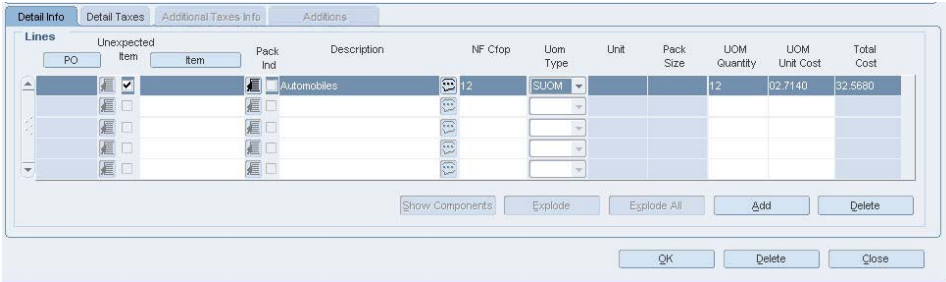 Detail Info Detail Taxes Additional Taxes Info Additions
Lines
PO Unexpected Item Item Pack Ind Description NF Cfop Uom Type Unit Pack Size UOM Quantity UOM Unit Cost Total Cost
Automobiles 12 SUOM 12 02.7140 32.5680
Show Components Explode Explode All Add Delete
OK Delete Close